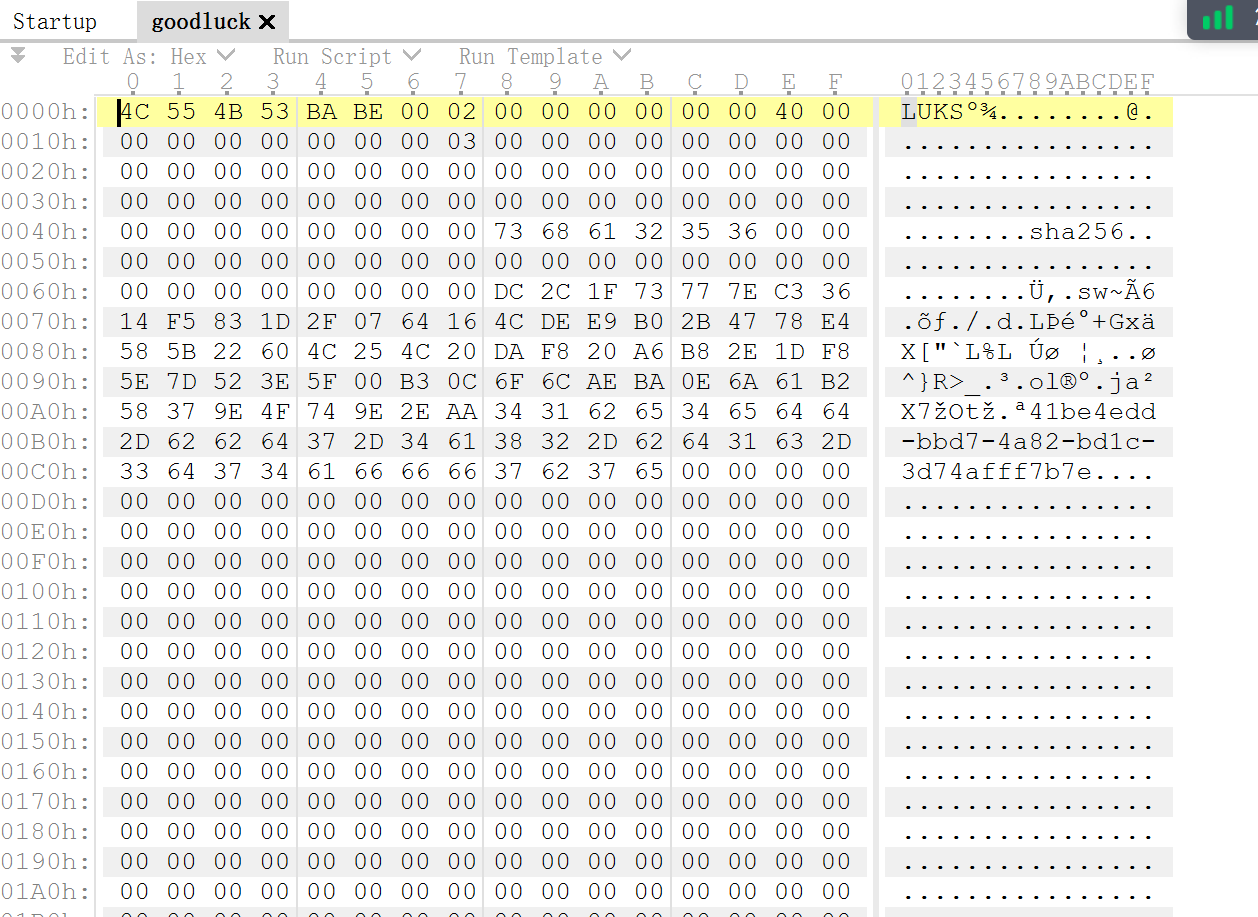 Startup goodluck ×
Edit As: Hex Run Script Run Template
0 1 2 3 4 5 6 7 8 9 A B C D E F 0123456789ABCDEF
0000h: 4C 55 4B 53 BA BE 00 02 00 00 00 00 00 00 40 00 LUKSº¾........@.
0010h: 00 00 00 00 00 00 00 03 00 00 00 00 00 00 00 00 ................
0020h: 00 00 00 00 00 00 00 00 00 00 00 00 00 00 00 00 ................
0030h: 00 00 00 00 00 00 00 00 00 00 00 00 00 00 00 00 ................
0040h: 00 00 00 00 00 00 00 00 73 68 61 32 35 36 00 00 ........sha256..
0050h: 00 00 00 00 00 00 00 00 00 00 00 00 00 00 00 00 ................
0060h: 00 00 00 00 00 00 00 00 DC 2C 1F 73 77 7E C3 36 ........Ü,.sw~Ã6
0070h: 14 F5 83 1D 2F 07 64 16 4C DE E9 B0 2B 47 78 E4 .õƒ./.d.LÞé°+Gxä
0080h: 58 5B 22 60 4C 25 4C 20 DA F8 20 A6 B8 2E 1D F8 X["`L%L Úø ¦¸..ø
0090h: 5E 7D 52 3E 5F 00 B3 0C 6F 6C AE BA 0E 6A 61 B2 ^}R>_.³.ol®º.ja²
00A0h: 58 37 9E 4F 74 9E 2E AA 34 31 62 65 34 65 64 64 X7žOtž.ª41be4edd
00B0h: 2D 62 62 64 37 2D 34 61 38 32 2D 62 64 31 63 2D -bbd7-4a82-bd1c-
00C0h: 33 64 37 34 61 66 66 66 37 62 37 65 00 00 00 00 3d74afff7b7e....
00D0h: 00 00 00 00 00 00 00 00 00 00 00 00 00 00 00 00 ................
00E0h: 00 00 00 00 00 00 00 00 00 00 00 00 00 00 00 00 ................
00F0h: 00 00 00 00 00 00 00 00 00 00 00 00 00 00 00 00 ................
0100h: 00 00 00 00 00 00 00 00 00 00 00 00 00 00 00 00 ................
0110h: 00 00 00 00 00 00 00 00 00 00 00 00 00 00 00 00 ................
0120h: 00 00 00 00 00 00 00 00 00 00 00 00 00 00 00 00 ................
0130h: 00 00 00 00 00 00 00 00 00 00 00 00 00 00 00 00 ................
0140h: 00 00 00 00 00 00 00 00 00 00 00 00 00 00 00 00 ................
0150h: 00 00 00 00 00 00 00 00 00 00 00 00 00 00 00 00 ................
0160h: 00 00 00 00 00 00 00 00 00 00 00 00 00 00 00 00 ................
0170h: 00 00 00 00 00 00 00 00 00 00 00 00 00 00 00 00 ................
0180h: 00 00 00 00 00 00 00 00 00 00 00 00 00 00 00 00 ................
0190h: 00 00 00 00 00 00 00 00 00 00 00 00 00 00 00 00 ................
01A0h: 00 00 00 00 00 00 00 00 00 00 00 00 00 00 00 00 ................